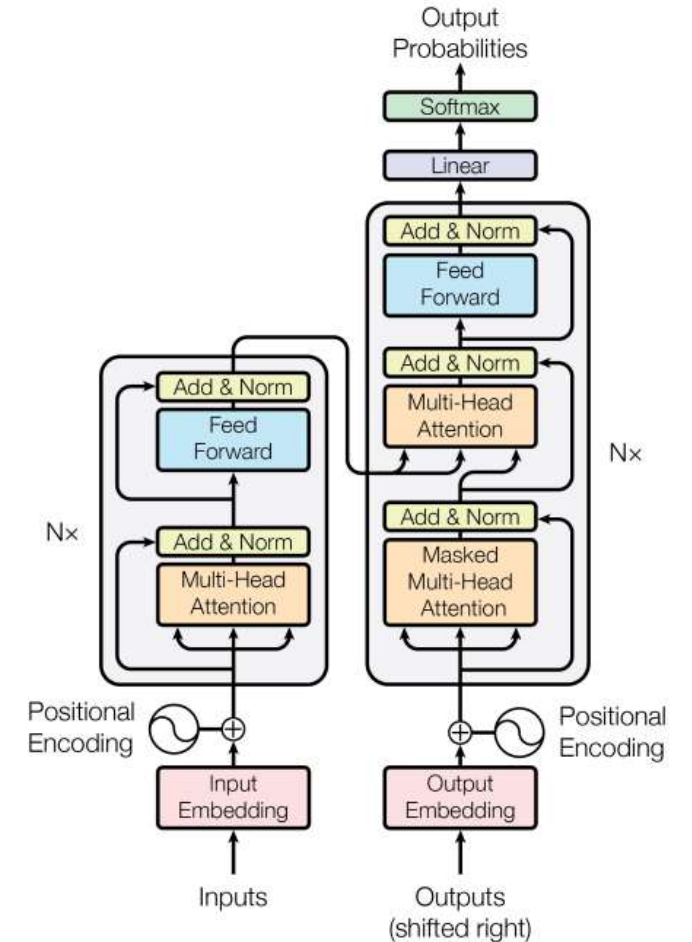 Output
Probabilities
Softmax
Linear
Add & Norm
Feed
Forward
Add & Norm
Multi-Head
Attention
Nx
Add & Norm
Masked
Multi-Head
Attention
Add & Norm
Feed
Forward
Nx
Add & Norm
Multi-Head
Attention
Positional
Encoding
Positional
Encoding
Input
Embedding
Output
Embedding
Inputs
Outputs
(shifted right)